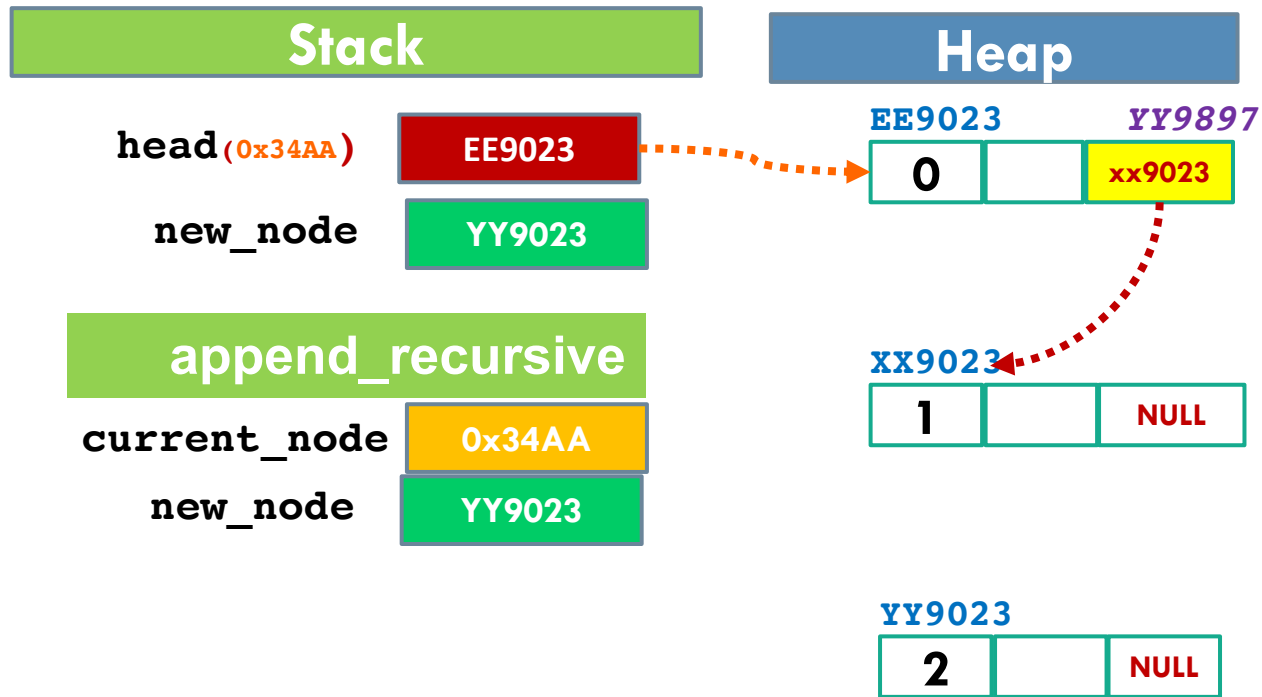 Stack
Heap
EE9023
YY9897
head(0x34AA)
EE9023
0
xx9023
new_node
YY9023
append_recursive
XX9023
1
NULL
current_node
0x34AA
new_node
YY9023
YY9023
2
NULL